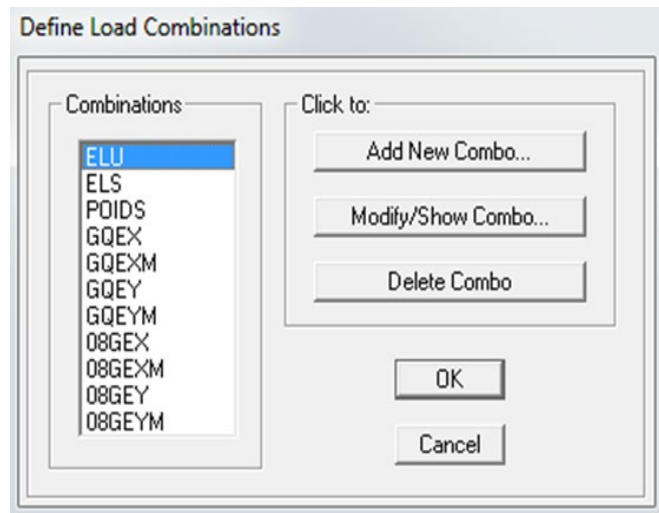 Define Load Combinations
Combinations
ELU
ELS
POIDS
GQEX
GQEXM
GQEY
GQEYM
08GEX
08GEXM
08GEY
08GEYM
Click to:
Add New Combo...
Modify/Show Combo...
Delete Combo
OK
Cancel